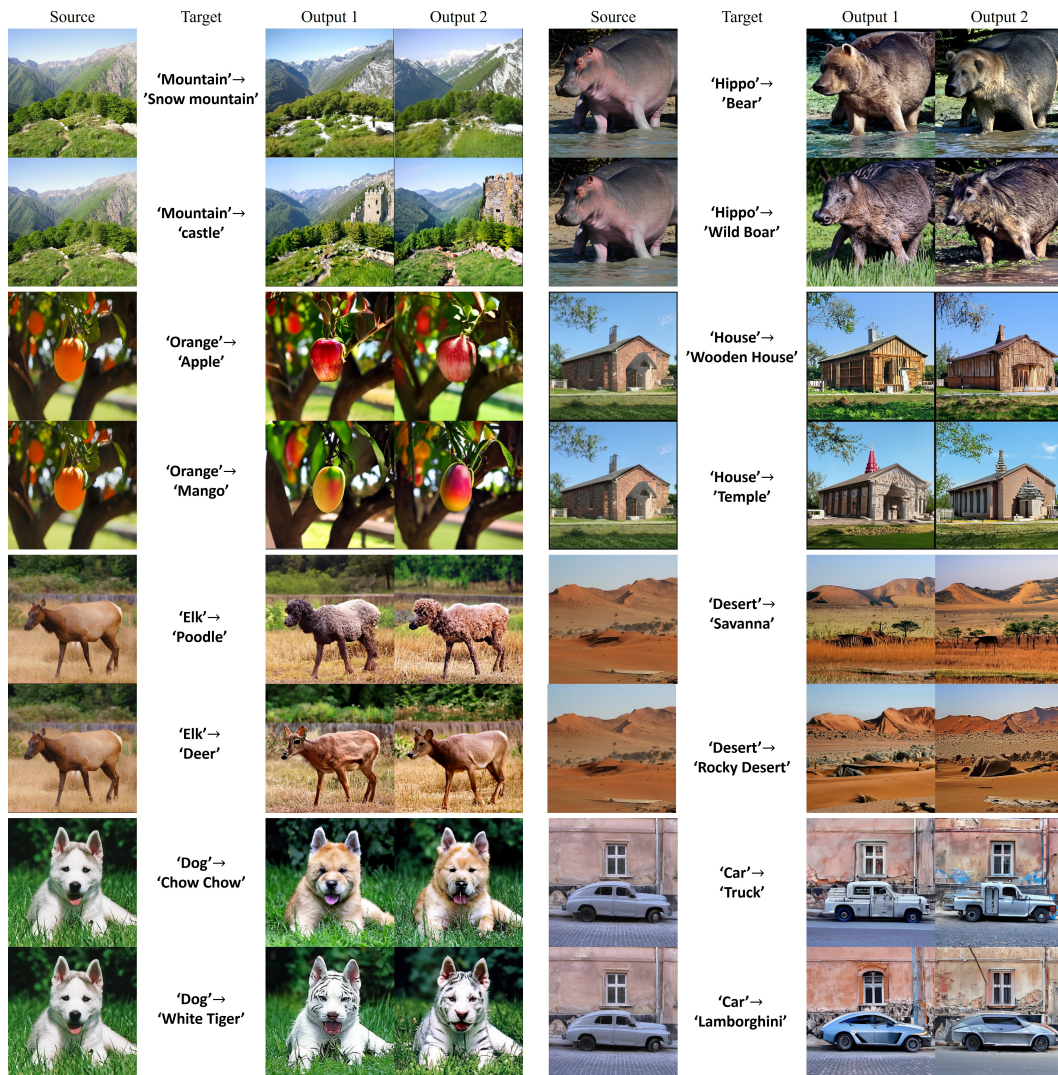 Source Target Output 1 Output 2 Source Target Output 1 Output 2
‘Mountain’→
’Snow mountain’
‘Hippo’→
’Bear’
‘Mountain’→
‘castle’
‘Hippo’→
’Wild Boar’
‘Orange’→
‘Apple’
‘House’→
’Wooden House’
‘Orange’→
‘Mango’
‘House’→
’Temple’
‘Elk’→
‘Poodle’
‘Desert’→
‘Savanna’
‘Elk’→
‘Deer’
‘Desert’→
‘Rocky Desert’
‘Dog’→
‘Chow Chow’
‘Car’→
‘Truck’
‘Dog’→
‘White Tiger’
‘Car’→
‘Lamborghini’